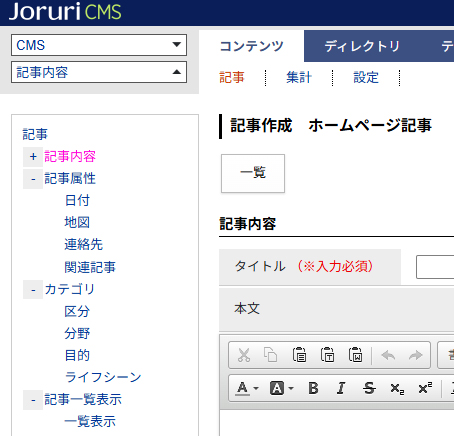 Joruri CMS
CMS
記事内容
コンテンツ ディレクトリ
記事 集計 設定
記事
+ 記事内容
- 記事属性
日付
地図
連絡先
関連記事
- カテゴリ
区分
分野
目的
ライフシーン
- 記事一覧表示
一覧表示
記事作成 ホームページ記事
一覧
記事内容
タイトル (※入力必須)
本文
A A B I S x₂ x²